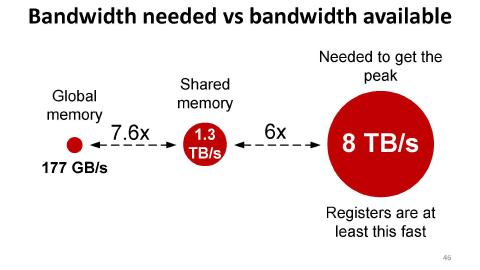 Bandwidth needed vs bandwidth available
Needed to get the
peak
Shared
memory
Global
memory
7.6x
1.3
TB/s
6x
8 TB/s
177 GB/s
Registers are at
least this fast
46